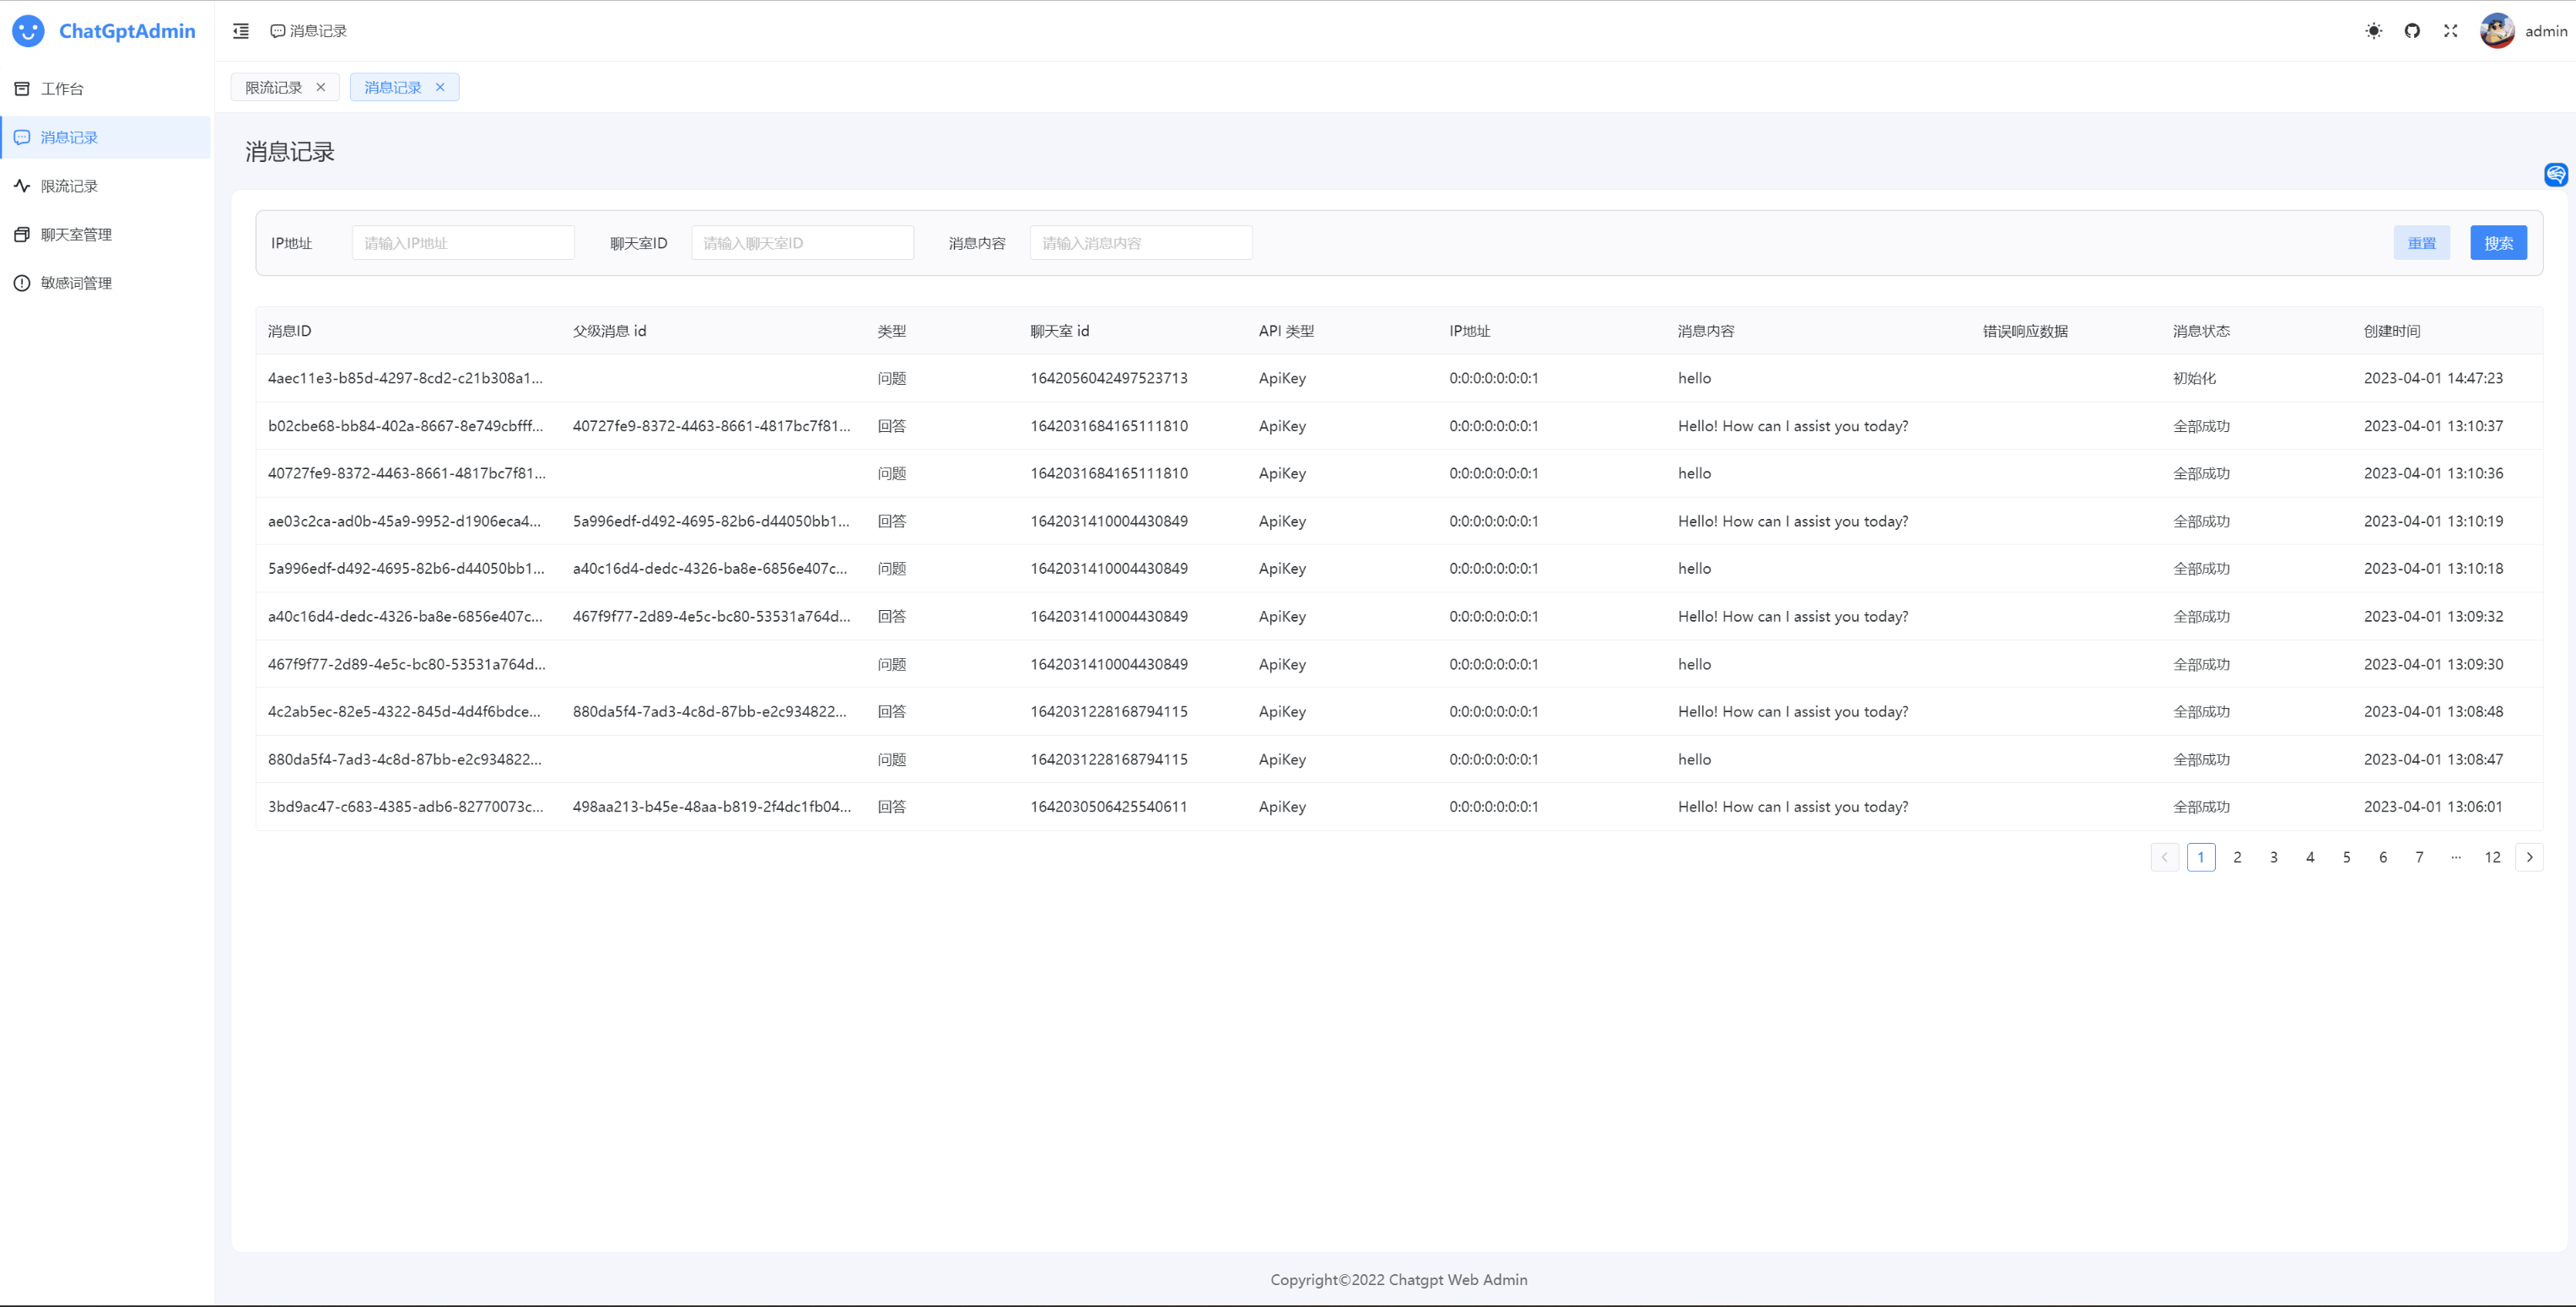 ChatGptAdmin
消息记录
admin
工作台
消息记录
限流记录
聊天室管理
敏感词管理
限流记录 消息记录
消息记录
IP地址 请输入IP地址 聊天室ID 请输入聊天室ID 消息内容 请输入消息内容 重置 搜索
消息ID 父级消息 id 类型 聊天室 id API 类型 IP地址 消息内容 错误响应数据 消息状态 创建时间
4aec11e3-b85d-4297-8cd2-c21b308a1... 问题 1642056042497523713 ApiKey 0:0:0:0:0:0:0:1 hello 初始化 2023-04-01 14:47:23
b02cbe68-bb84-402a-8667-8e749cbfff... 40727fe9-8372-4463-8661-4817bc7f81... 回答 1642031684165111810 ApiKey 0:0:0:0:0:0:0:1 Hello! How can I assist you today? 全部成功 2023-04-01 13:10:37
40727fe9-8372-4463-8661-4817bc7f81... 问题 1642031684165111810 ApiKey 0:0:0:0:0:0:0:1 hello 全部成功 2023-04-01 13:10:36
ae03c2ca-ad0b-45a9-9952-d1906eca4... 5a996edf-d492-4695-82b6-d44050bb1... 回答 1642031410004430849 ApiKey 0:0:0:0:0:0:0:1 Hello! How can I assist you today? 全部成功 2023-04-01 13:10:19
5a996edf-d492-4695-82b6-d44050bb1... a40c16d4-dedc-4326-ba8e-6856e407c... 问题 1642031410004430849 ApiKey 0:0:0:0:0:0:0:1 hello 全部成功 2023-04-01 13:10:18
a40c16d4-dedc-4326-ba8e-6856e407c... 467f9f77-2d89-4e5c-bc80-53531a764d... 回答 1642031410004430849 ApiKey 0:0:0:0:0:0:0:1 Hello! How can I assist you today? 全部成功 2023-04-01 13:09:32
467f9f77-2d89-4e5c-bc80-53531a764d... 问题 1642031410004430849 ApiKey 0:0:0:0:0:0:0:1 hello 全部成功 2023-04-01 13:09:30
4c2ab5ec-82e5-4322-845d-4d4f6bdce... 880da5f4-7ad3-4c8d-87bb-e2c934822... 回答 1642031228168794115 ApiKey 0:0:0:0:0:0:0:1 Hello! How can I assist you today? 全部成功 2023-04-01 13:08:48
880da5f4-7ad3-4c8d-87bb-e2c934822... 问题 1642031228168794115 ApiKey 0:0:0:0:0:0:0:1 hello 全部成功 2023-04-01 13:08:47
3bd9ac47-c683-4385-adb6-82770073c... 498aa213-b45e-48aa-b819-2f4dc1fb04... 回答 1642030506425540611 ApiKey 0:0:0:0:0:0:0:1 Hello! How can I assist you today? 全部成功 2023-04-01 13:06:01
1 2 3 4 5 6 7 ··· 12
Copyright©2022 Chatgpt Web Admin